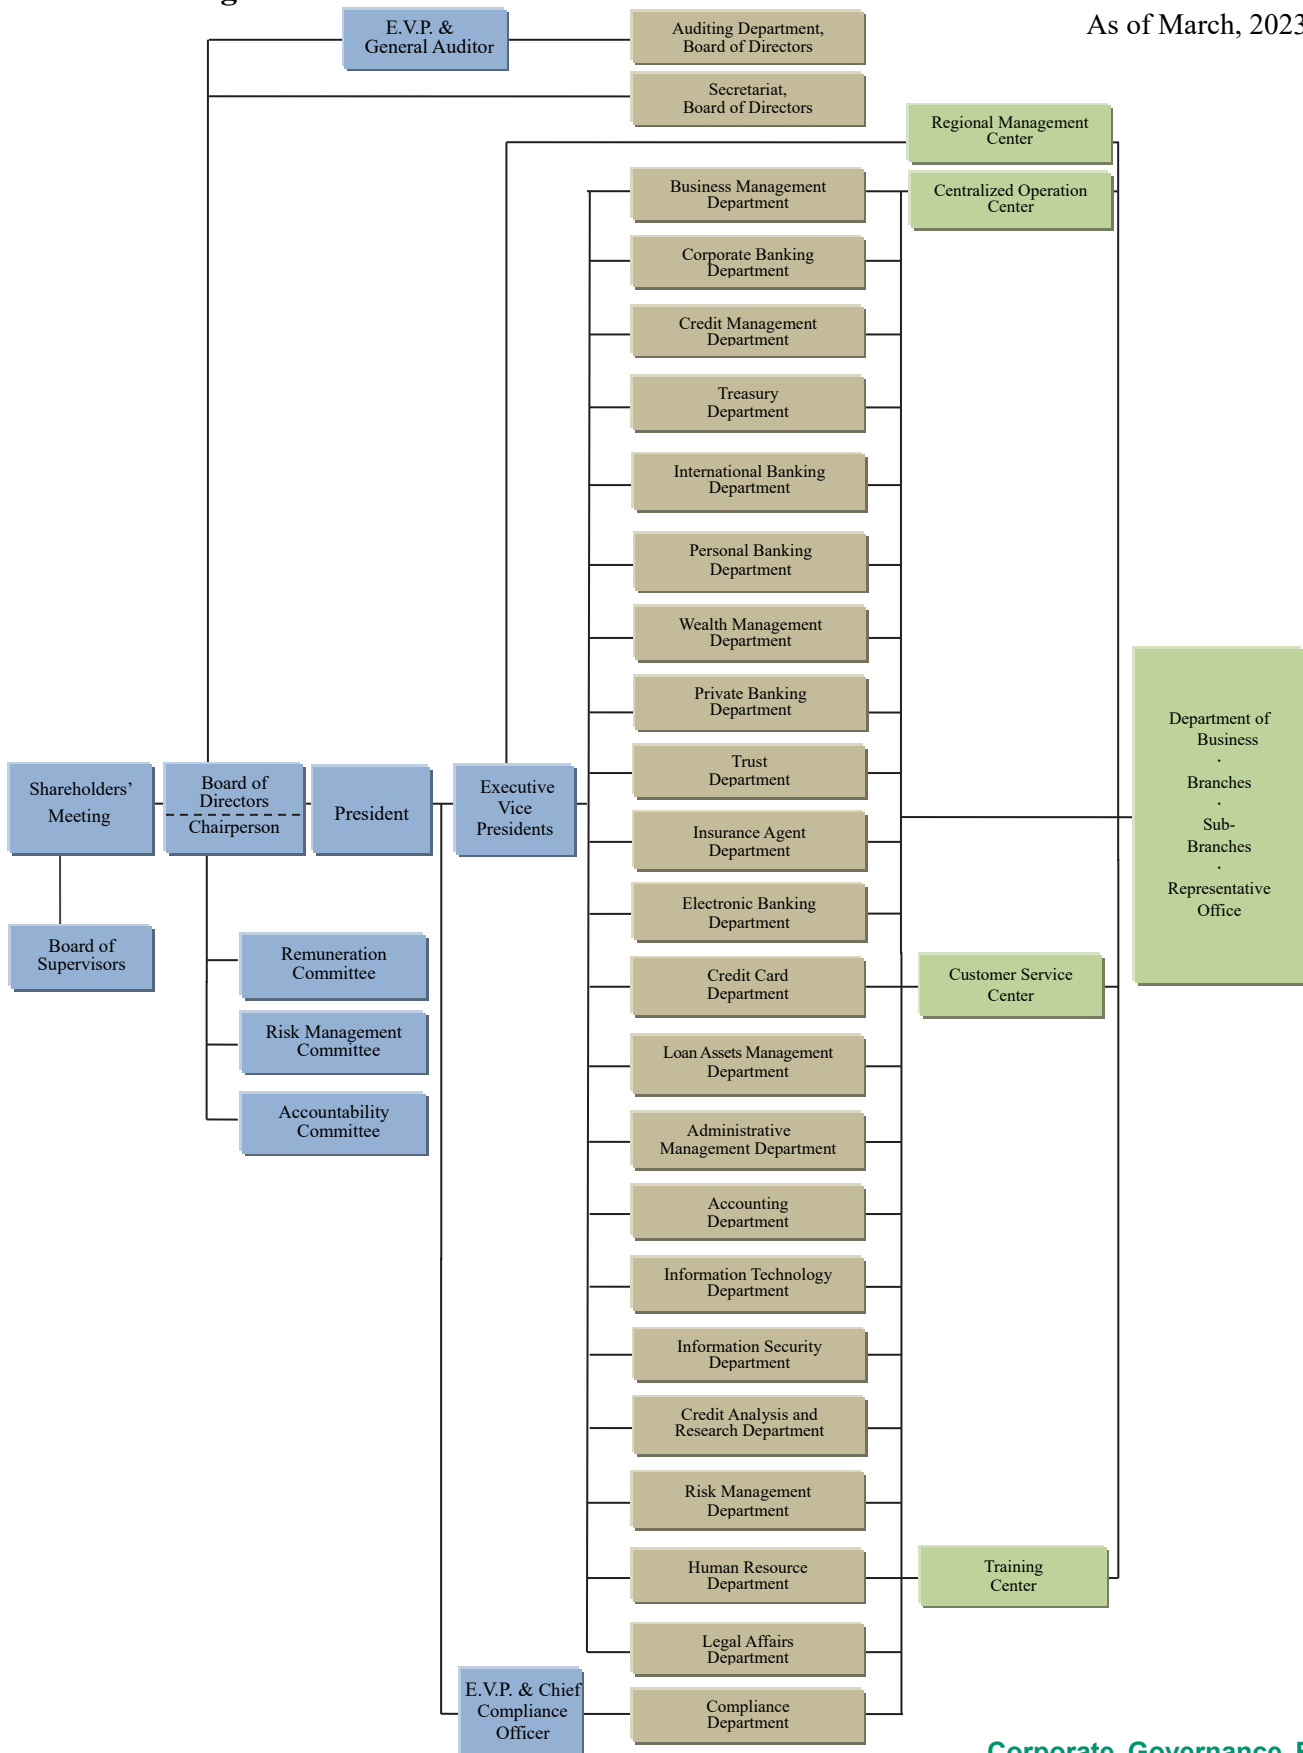 E.V.P. &
General Auditor
Auditing Department,
Board of Directors
As of March, 2023
Secretariat,
Board of Directors
Regional Management
Center
Business Management
Department
Centralized Operation
Center
Corporate Banking
Department
Credit Management
Department
Treasury
Department
International Banking
Department
Personal Banking
Department
Wealth Management
Department
Private Banking
Department
Trust
Department
Insurance Agent
Department
Electronic Banking
Department
Credit Card
Department
Loan Assets Management
Department
Administrative
Management Department
Accounting
Department
Information Technology
Department
Information Security
Department
Credit Analysis and
Research Department
Risk Management
Department
Human Resource
Department
Legal Affairs
Department
Compliance
Department
Shareholders’
Meeting
Board of
Directors
Chairperson
President
Executive
Vice
Presidents
Board of
Supervisors
Remuneration
Committee
Risk Management
Committee
Accountability
Committee
E.V.P. & Chief
Compliance
Officer
Customer Service
Center
Training
Center
Department of
Business
·
Branches
·
Sub-
Branches
·
Representative
Office
Corporate Governance